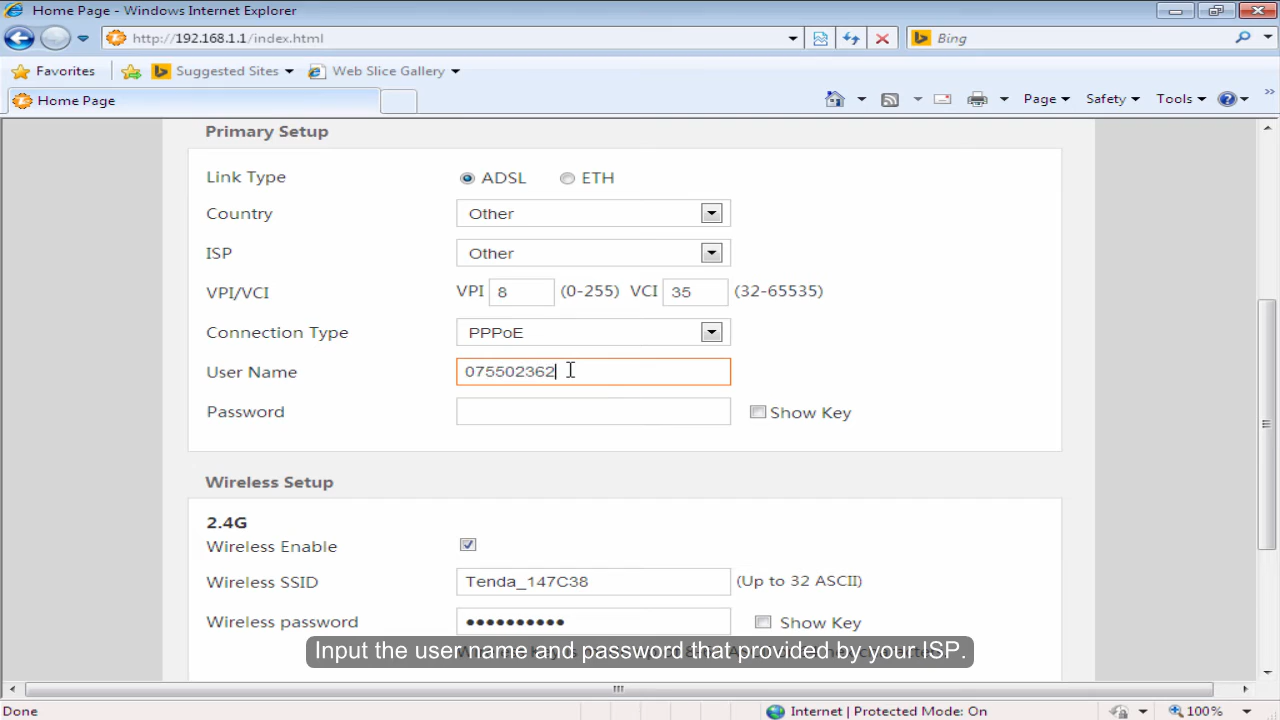 Home Page - Windows Internet Explorer
http://192.168.1.1/index.html
Bing
Favorites Suggested Sites Web Slice Gallery
Home Page Page Safety Tools
Primary Setup
Link Type ADSL ETH
Country Other
ISP Other
VPI/VCI VPI 8 (0-255) VCI 35 (32-65535)
Connection Type PPPoE
User Name 075502362
Password Show Key
Wireless Setup
2.4G
Wireless Enable
Wireless SSID Tenda_147C38 (Up to 32 ASCII)
Wireless password •••••••••• Show Key
Input the user name and password that provided by your ISP.
Done Internet | Protected Mode: On 100%